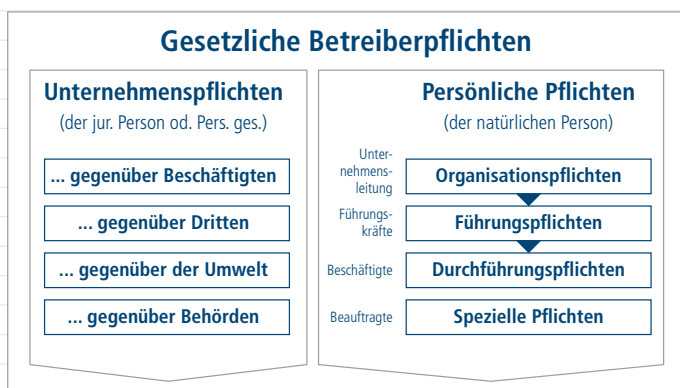 Gesetzliche Betreiberpflichten
Unternehmenspflichten
(der jur. Person od. Pers. ges.)
... gegenüber Beschäftigten
... gegenüber Dritten
... gegenüber der Umwelt
... gegenüber Behörden
Persönliche Pflichten
(der natürlichen Person)
Unter-
nehmens-
leitung
Organisationspflichten
Führungs-
kräfte
Führungspflichten
Beschäftigte
Durchführungspflichten
Beauftragte
Spezielle Pflichten